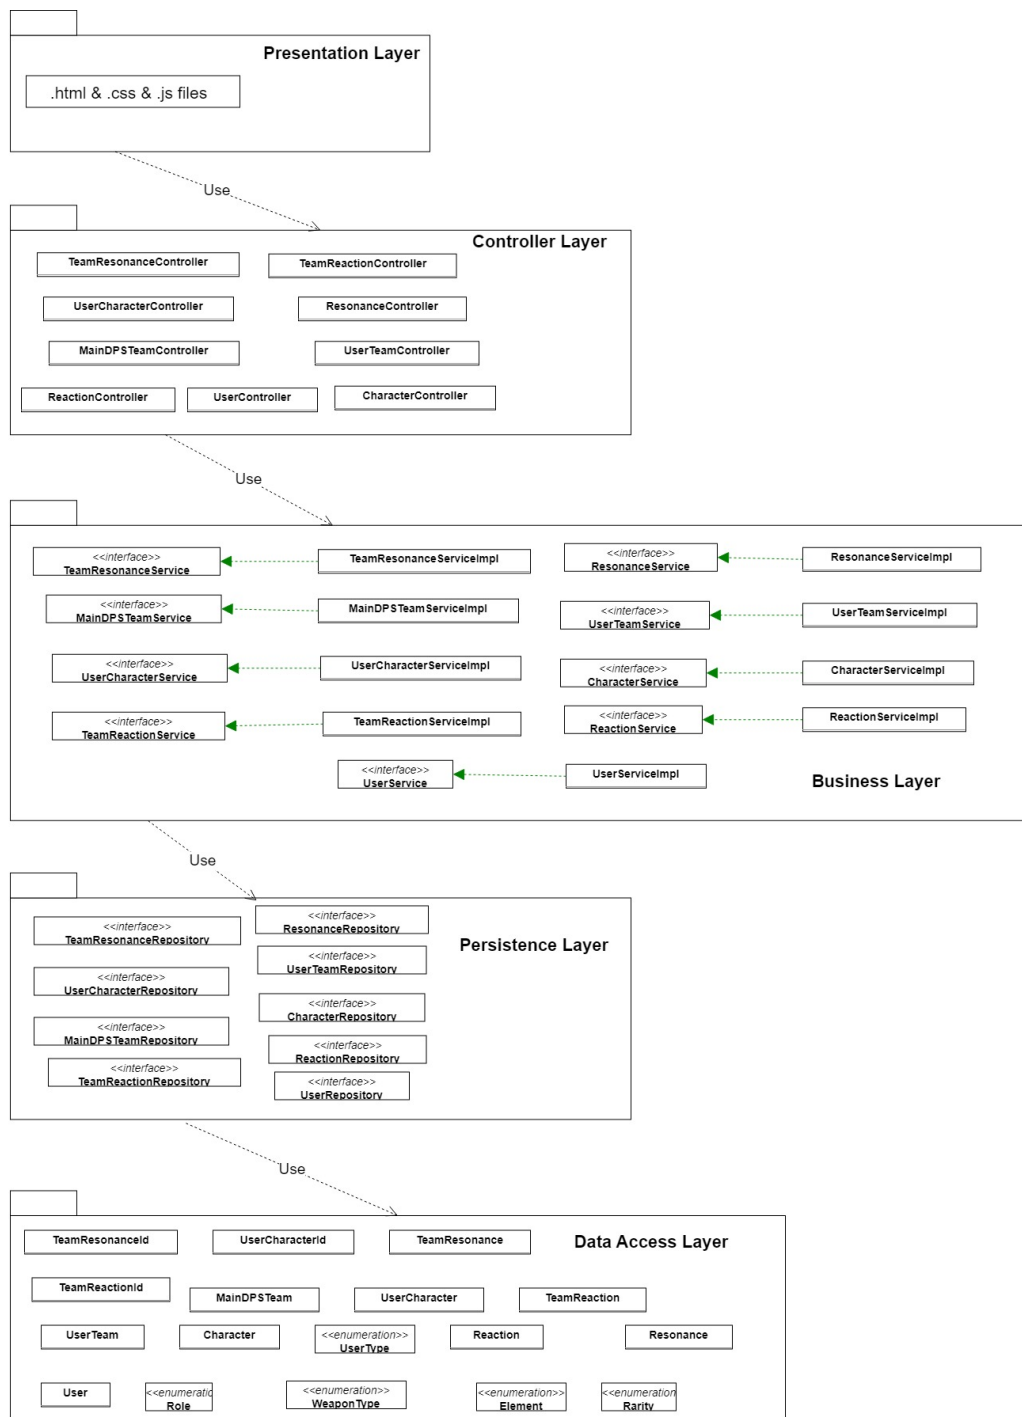 Presentation Layer
.html & .css & .js files
Use
Controller Layer
TeamResonanceController
TeamReactionController
UserCharacterController
ResonanceController
MainDPSTeamController
UserTeamController
ReactionController
UserController
CharacterController
Use
<<interface>>
TeamResonanceService
TeamResonanceServiceImpl
<<interface>>
ResonanceService
ResonanceServiceImpl
<<interface>>
MainDPSTeamService
MainDPSTeamServiceImpl
<<interface>>
UserTeamService
UserTeamServiceImpl
<<interface>>
UserCharacterService
UserCharacterServiceImpl
<<interface>>
CharacterService
CharacterServiceImpl
<<interface>>
TeamReactionService
TeamReactionServiceImpl
<<interface>>
ReactionService
ReactionServiceImpl
<<interface>>
UserService
UserServiceImpl
Business Layer
Use
Persistence Layer
<<interface>>
TeamResonanceRepository
<<interface>>
ResonanceRepository
<<interface>>
UserTeamRepository
<<interface>>
UserCharacterRepository
<<interface>>
CharacterRepository
<<interface>>
MainDPSTeamRepository
<<interface>>
ReactionRepository
<<interface>>
TeamReactionRepository
<<interface>>
UserRepository
Use
Data Access Layer
TeamResonanceId
UserCharacterId
TeamResonance
TeamReactionId
MainDPSTeam
UserCharacter
TeamReaction
UserTeam
Character
<<enumeration>>
UserType
Reaction
Resonance
User
<<enumeratic
Role
<<enumeration>>
WeaponType
<<enumeration>>
Element
<<enumeration
Rarity